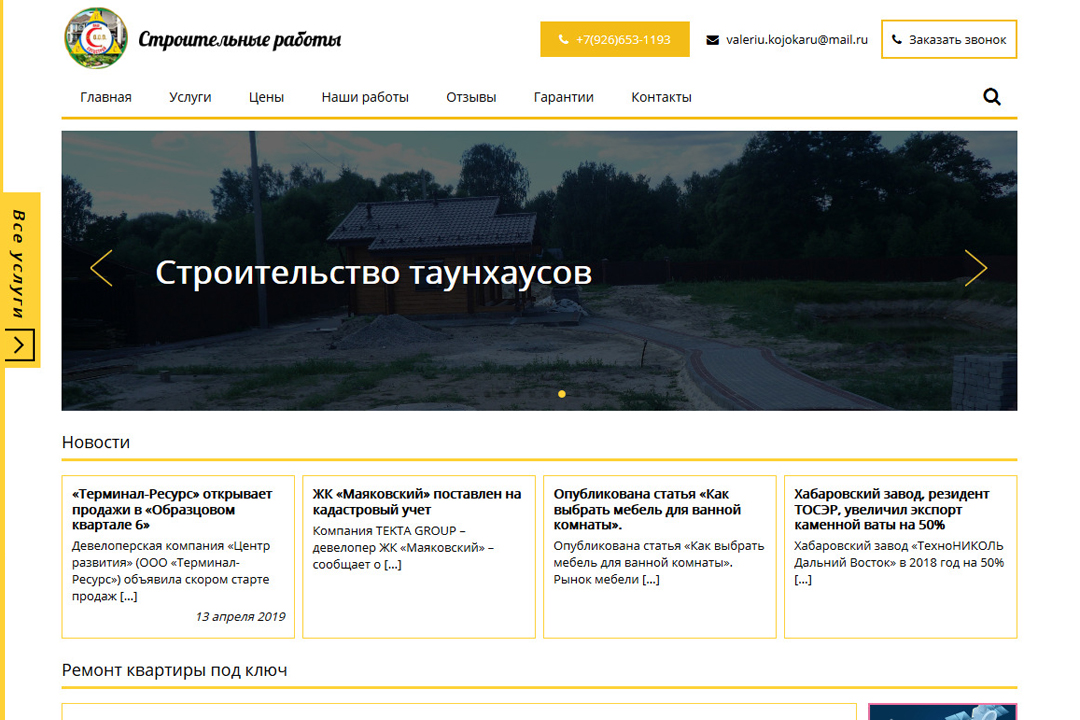 Строительные работы
+7(926)653-1193
valeriu.kojokaru@mail.ru
Заказать звонок
Главная
Услуги
Цены
Наши работы
Отзывы
Гарантии
Контакты
Все услуги
Строительство таунхаусов
Новости
«Терминал-Ресурс» открывает
продажи в «Образцовом
квартале 6»
Девелоперская компания «Центр
развития» (ООО «Терминал-
Ресурс») объявила скором старте
продаж [...]
13 апреля 2019
ЖК «Маяковский» поставлен на
кадастровый учет
Компания TEKTA GROUP –
девелопер ЖК «Маяковский» –
сообщает о [...]
Опубликована статья «Как
выбрать мебель для ванной
комнаты».
Опубликована статья «Как выбрать
мебель для ванной комнаты».
Рынок мебели [...]
Хабаровский завод, резидент
ТОСЭР, увеличил экспорт
каменной ваты на 50%
Хабаровский завод «ТехноНИКОЛЬ
Дальний Восток» в 2018 год на 50%
[...]
Ремонт квартиры под ключ